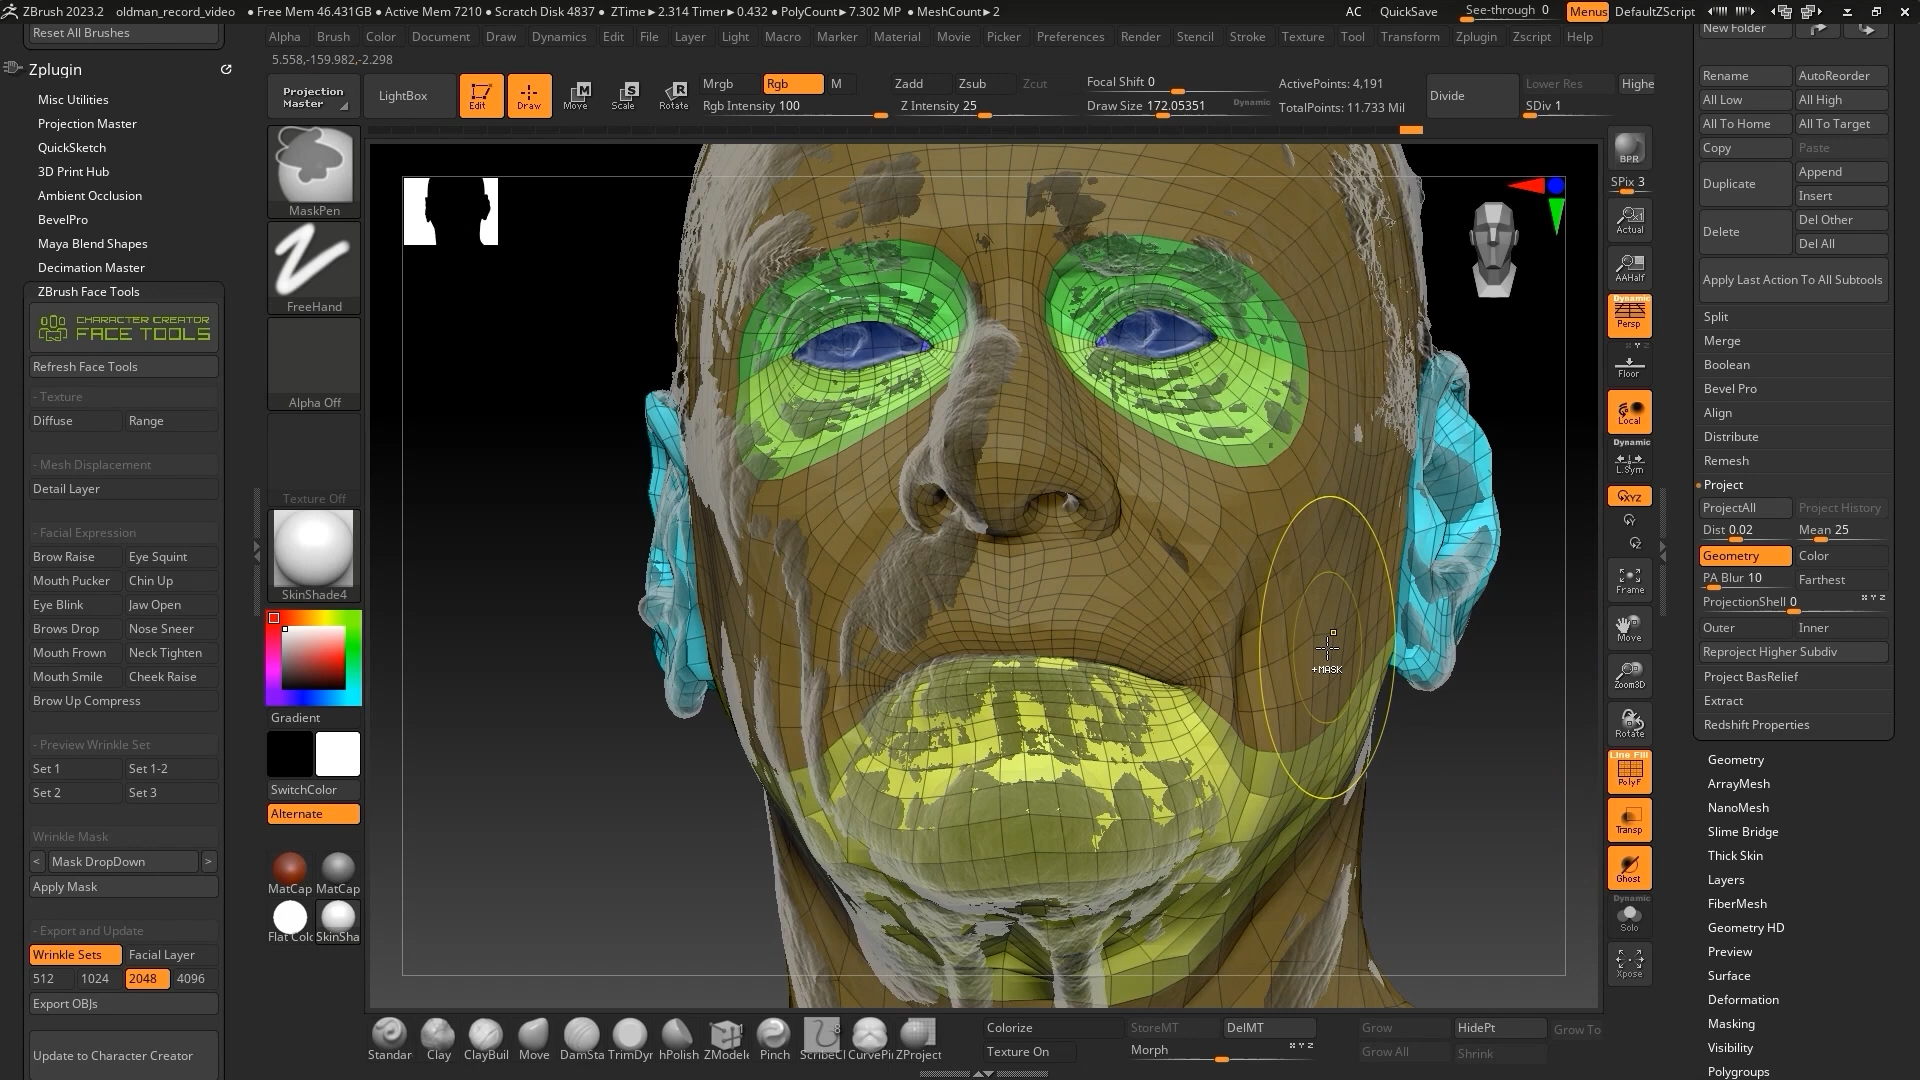 ZBrush 2023.2 oldman_record_video ● Free Mem 46.431GB ● Active Mem 7210 ● Scratch Disk 4837 ● ZTime►2.314 Timer►0.432 ● PolyCount►7.302 MP ● MeshCount►2 AC QuickSave See-through 0 Menus DefaultZScript
Reset All Brushes
Alpha Brush Color Document Draw Dynamics Edit File Layer Light Macro Marker Material Movie Picker Preferences Render Stencil Stroke Texture Tool Transform Zplugin Zscript Help
5.558,-159.982,-2.298
Zplugin
Misc Utilities
Projection Master
QuickSketch
3D Print Hub
Ambient Occlusion
BevelPro
Maya Blend Shapes
Decimation Master
ZBrush Face Tools
CHARACTER CREATOR
FACE TOOLS
Refresh Face Tools
- Texture
Diffuse Range
- Mesh Displacement
Detail Layer
- Facial Expression
Brow Raise Eye Squint
Mouth Pucker Chin Up
Eye Blink Jaw Open
Brows Drop Nose Sneer
Mouth Frown Neck Tighten
Mouth Smile Cheek Raise
Brow Up Compress
- Preview Wrinkle Set
Set 1 Set 1-2
Set 2 Set 3
Wrinkle Mask
< Mask DropDown >
Apply Mask
- Export and Update
Wrinkle Sets Facial Layer
512 1024 2048 4096
Export OBJs
Update to Character Creator
Projection
Master
LightBox
Edit Draw Move Scale Rotate
Mrgb Rgb M
Rgb Intensity 100
Zadd Zsub Zcut
Z Intensity 25
Focal Shift 0
Draw Size 172.05351 Dynamic
ActivePoints: 4,191
TotalPoints: 11.733 Mil
Divide
Lower Res Highe
SDiv 1
MaskPen
FreeHand
Alpha Off
Texture Off
SkinShade4
Gradient
SwitchColor
Alternate
MatCap MatCap
Flat Colo SkinSha
+MASK
BPR
SPix 3
Actual
AAHalf
Dynamic
Persp
Floor
Local
Dynamic
L.Sym
XYZ
Frame
Move
Zoom3D
Rotate
Line Fill
PolyF
Transp
Ghost
Dynamic
Solo
Xpose
New Folder
Rename AutoReorder
All Low All High
All To Home All To Target
Copy Paste
Duplicate Append
Insert
Delete Del Other
Del All
Apply Last Action To All Subtools
Split
Merge
Boolean
Bevel Pro
Align
Distribute
Remesh
Project
ProjectAll Project History
Dist 0.02 Mean 25
Geometry Color
PA Blur 10 Farthest
ProjectionShell 0 X Y Z
Outer Inner
Reproject Higher Subdiv
Project BasRelief
Extract
Redshift Properties
Geometry
ArrayMesh
NanoMesh
Slime Bridge
Thick Skin
Layers
FiberMesh
Geometry HD
Preview
Surface
Deformation
Masking
Visibility
Polygroups
Standar Clay ClayBuil Move DamSta TrimDyr hPolish ZModele Pinch ScribeCl CurvePi ZProject
Colorize StoreMT DelMT Grow HidePt Grow To
Texture On Morph X Y Z Grow All Shrink